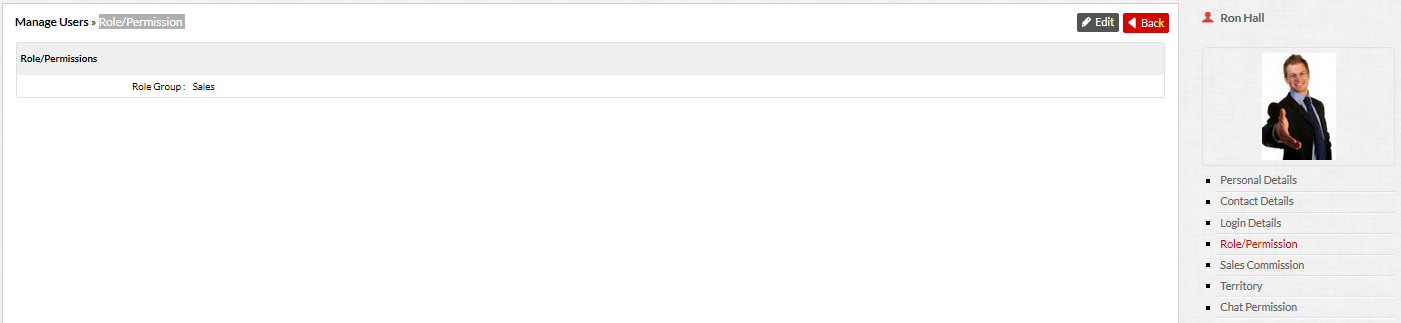 Manage Users » Role/Permission
Edit
Back
Role/Permissions
Role Group : Sales
Ron Hall
Personal Details
Contact Details
Login Details
Role/Permission
Sales Commission
Territory
Chat Permission